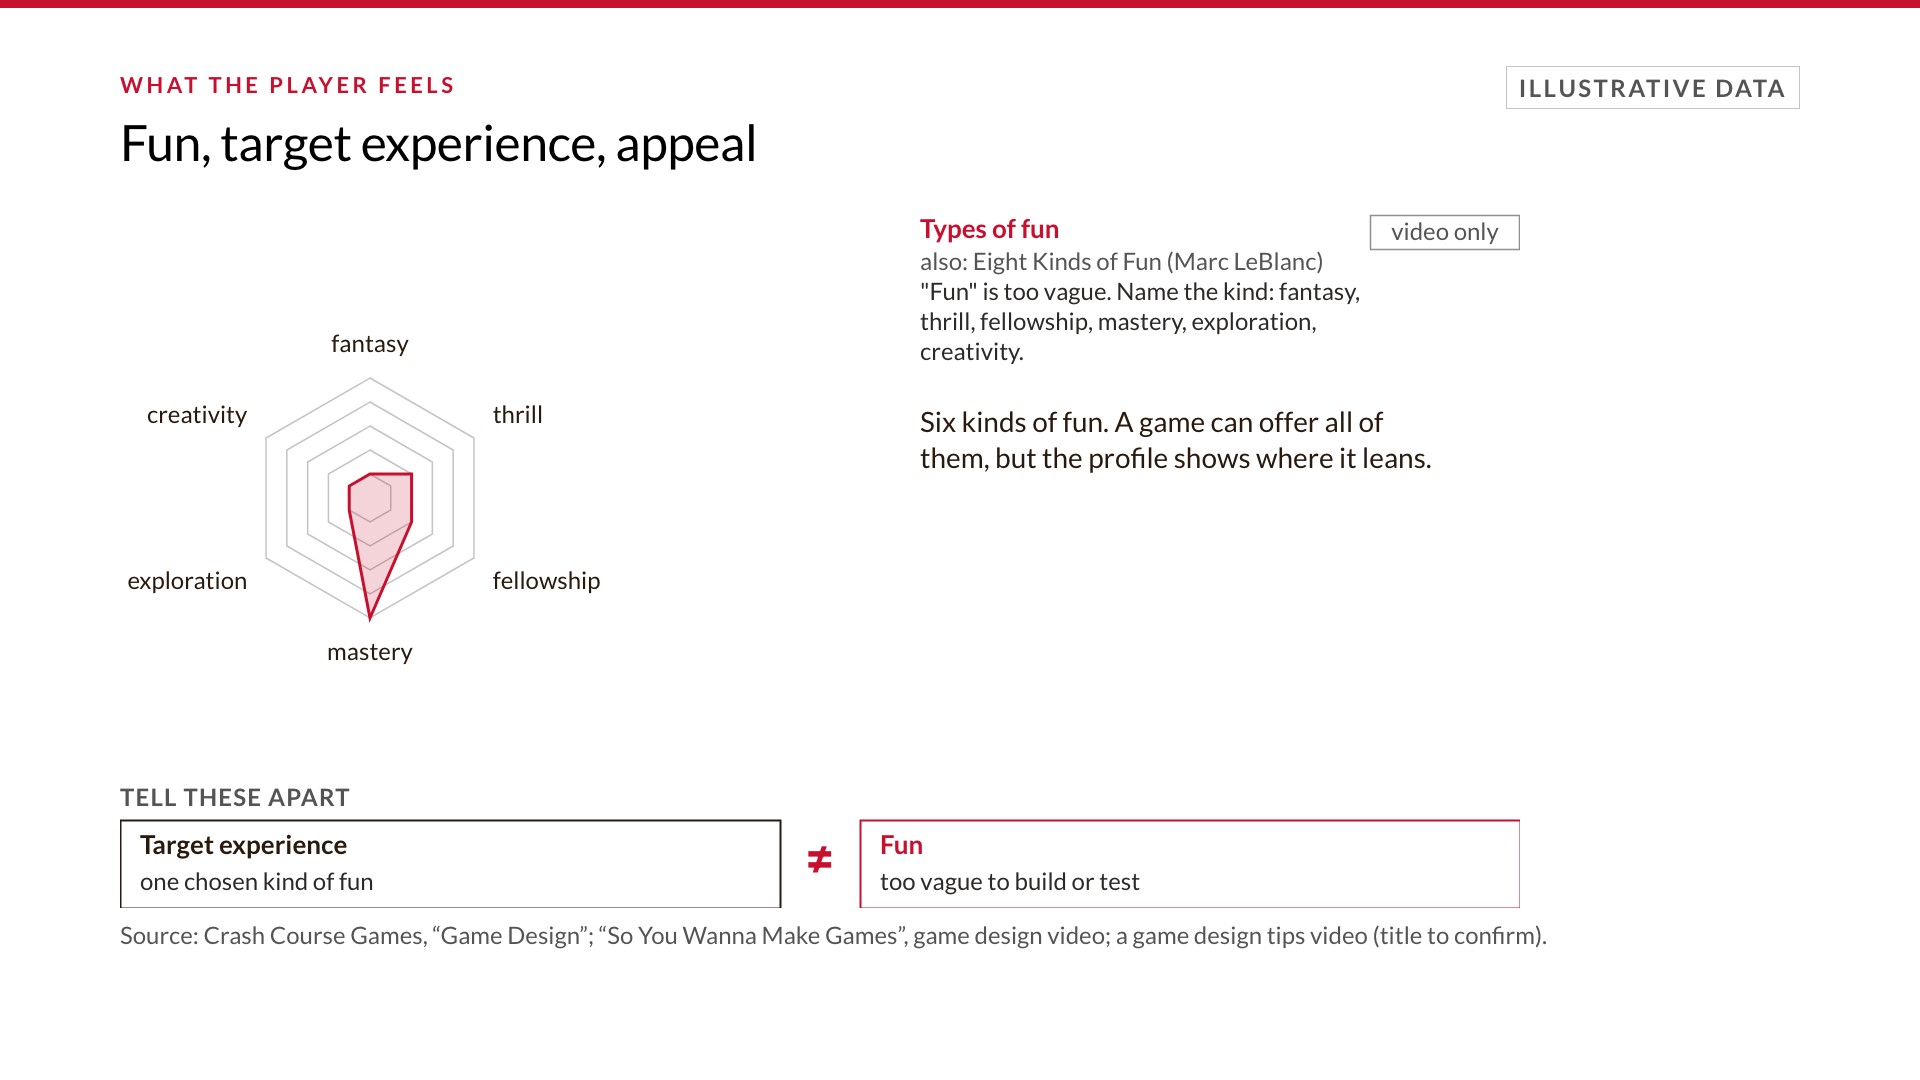 WHAT THE PLAYER FEELS
ILLUSTRATIVE DATA
Fun, target experience, appeal
fantasy
creativity
thrill
exploration
fellowship
mastery
Types of fun
video only
also: Eight Kinds of Fun (Marc LeBlanc)
"Fun" is too vague. Name the kind: fantasy,
thrill, fellowship, mastery, exploration,
creativity.
Six kinds of fun. A game can offer all of
them, but the profile shows where it leans.
TELL THESE APART
Target experience
one chosen kind of fun
≠
Fun
too vague to build or test
Source: Crash Course Games, “Game Design”; “So You Wanna Make Games”, game design video; a game design tips video (title to confirm).